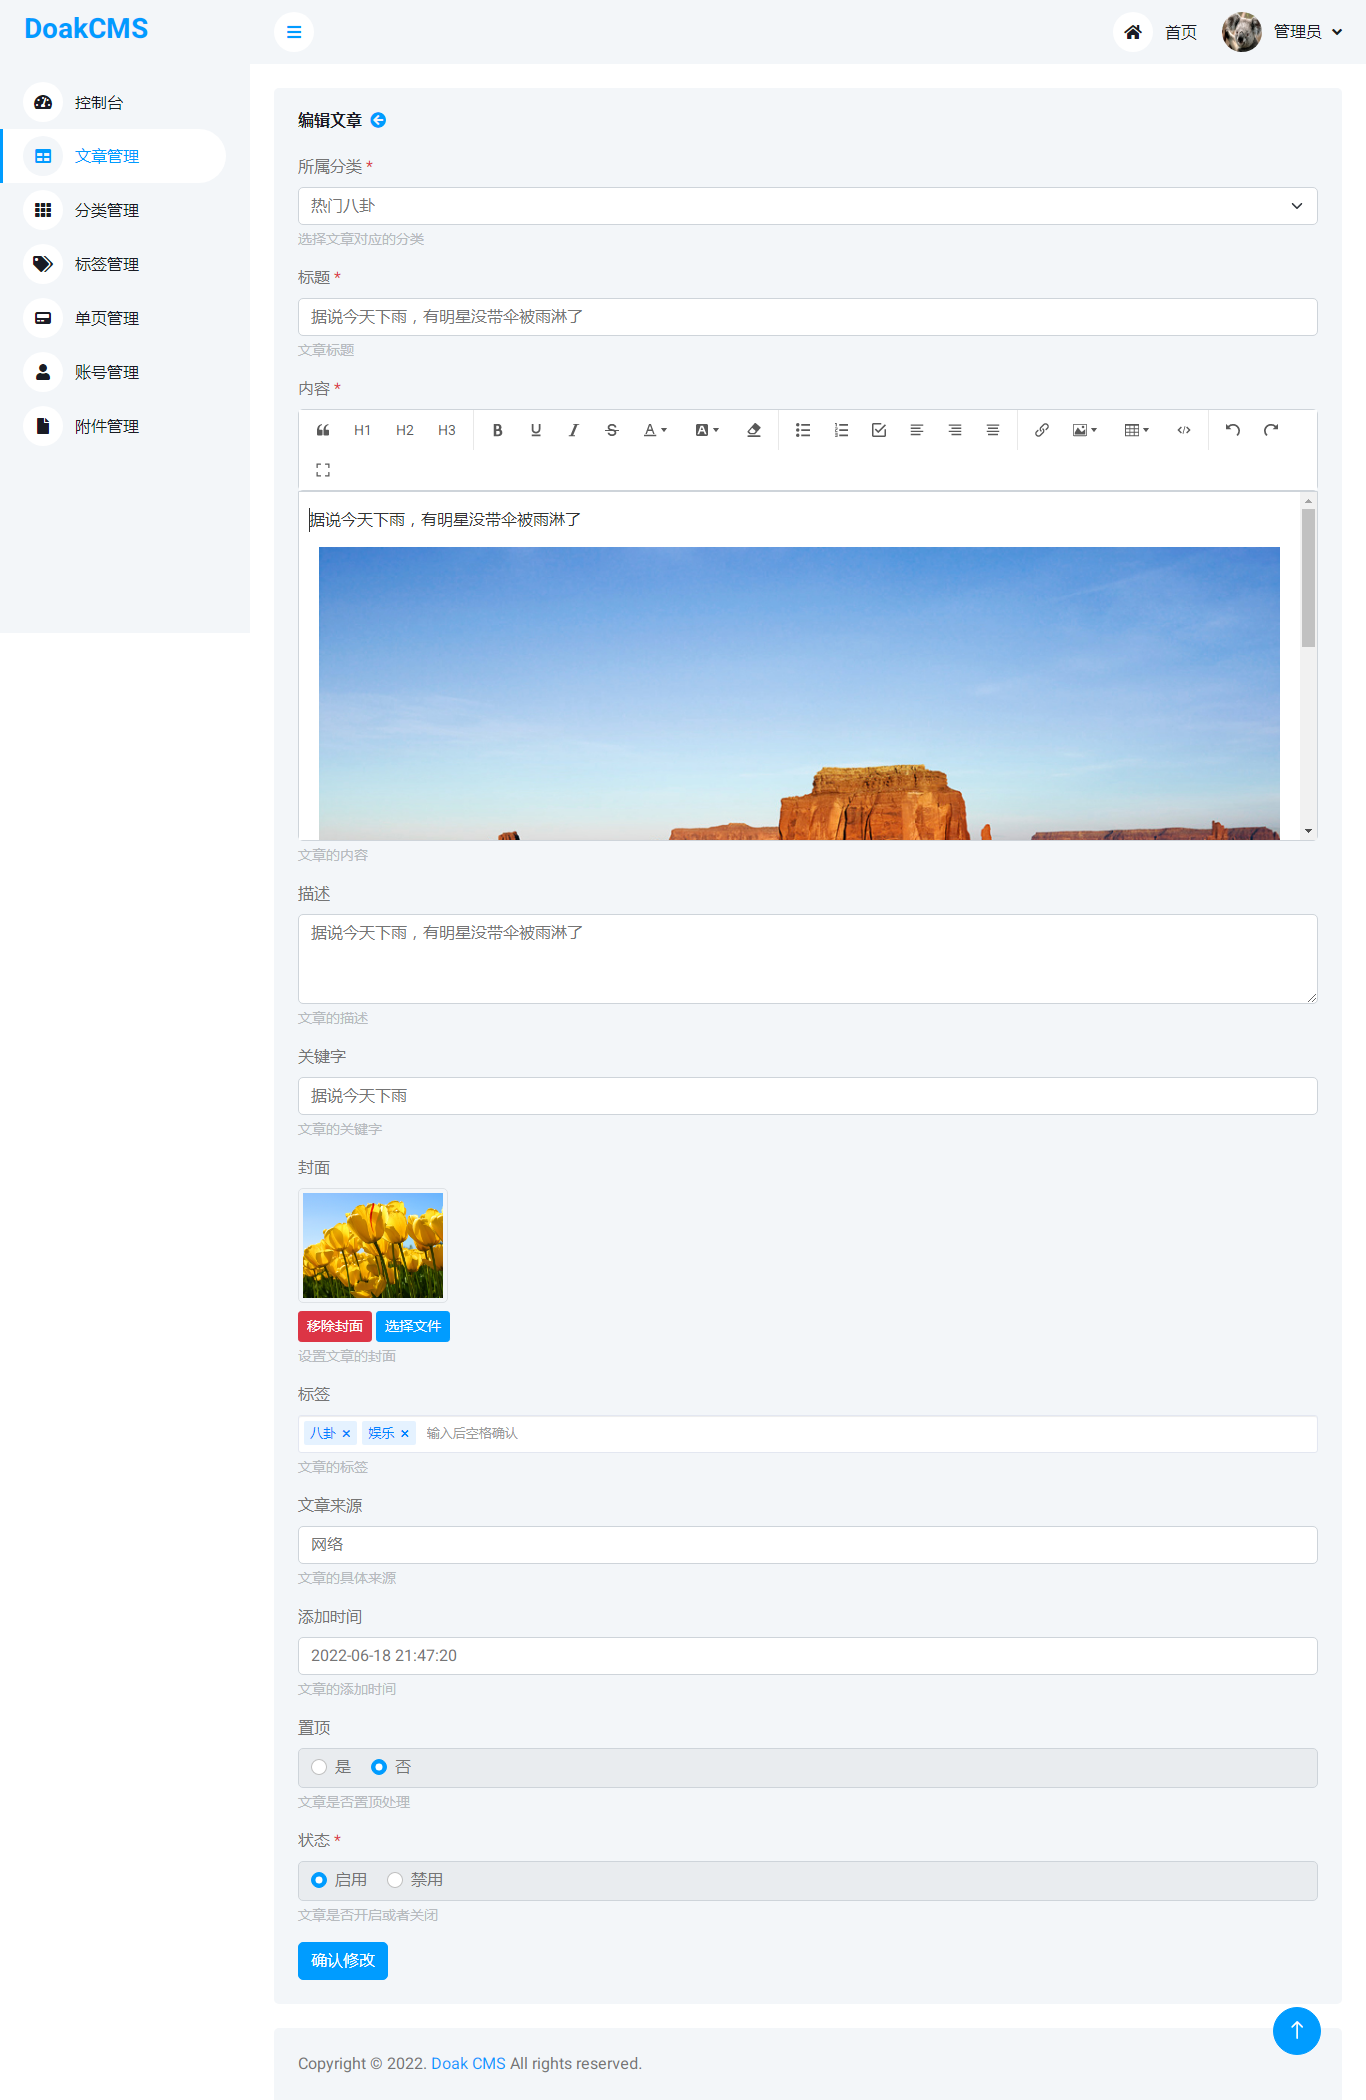 DoakCMS
首页
管理员
控制台
文章管理
分类管理
标签管理
单页管理
账号管理
附件管理
编辑文章
所属分类 *
热门八卦
选择文章对应的分类
标题 *
据说今天下雨，有明星没带伞被雨淋了
文章标题
内容 *
H1 H2 H3 B U I S A A
据说今天下雨，有明星没带伞被雨淋了
文章的内容
描述
据说今天下雨，有明星没带伞被雨淋了
文章的描述
关键字
据说今天下雨
文章的关键字
封面
移除封面 选择文件
设置文章的封面
标签
八卦 × 娱乐 × 输入后空格确认
文章的标签
文章来源
网络
文章的具体来源
添加时间
2022-06-18 21:47:20
文章的添加时间
置顶
是 否
文章是否置顶处理
状态 *
启用 禁用
文章是否开启或者关闭
确认修改
Copyright © 2022. Doak CMS All rights reserved.